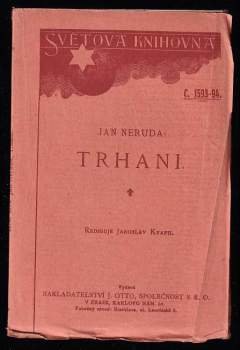 SVĚTOVÁ KNIHOVNA
Č. 1593-94.
JAN NERUDA:
TRHANI.
REDIGUJE JAROSLAV KVAPIL.
Vydává
NAKLADATELSTVÍ J. OTTO, SPOLEČNOST S R. O.
V PRAZE, KARLOVO NÁM. 34.